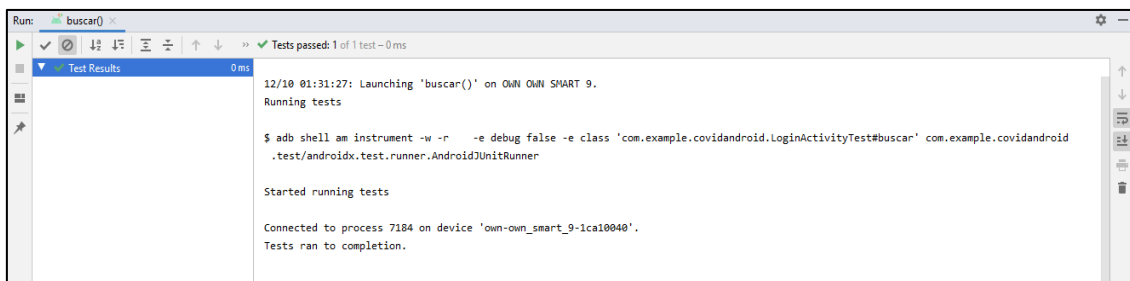 Run: buscar()
Tests passed: 1 of 1 test – 0 ms
Test Results 0 ms
12/10 01:31:27: Launching 'buscar()' on OWN OWN SMART 9.
Running tests
$ adb shell am instrument -w -r    -e debug false -e class 'com.example.covidandroid.LoginActivityTest#buscar' com.example.covidandroid
.test/androidx.test.runner.AndroidJUnitRunner
Started running tests
Connected to process 7184 on device 'own-own_smart_9-1ca10040'.
Tests ran to completion.